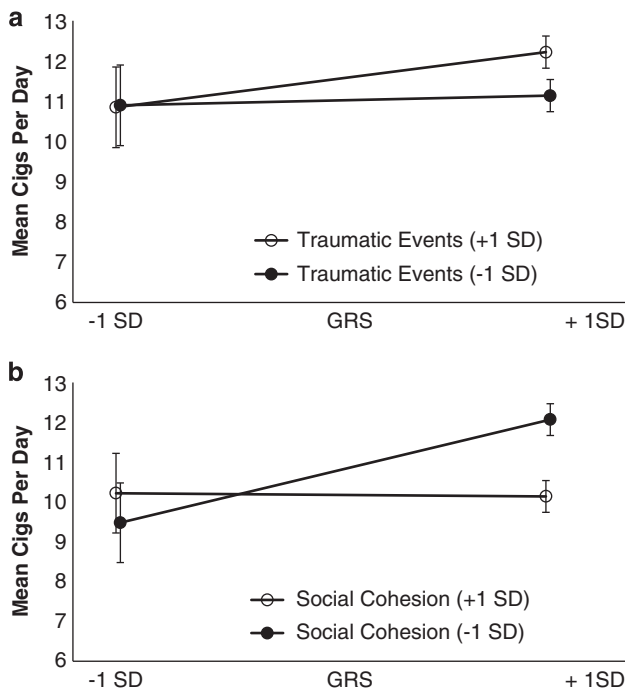 a
13
12
11
10
9
8
7
6
Mean Cigs Per Day
Traumatic Events (+1 SD)
Traumatic Events (-1 SD)
-1 SD GRS + 1SD
b
13
12
11
10
9
8
7
6
Mean Cigs Per Day
Social Cohesion (+1 SD)
Social Cohesion (-1 SD)
-1 SD GRS + 1SD